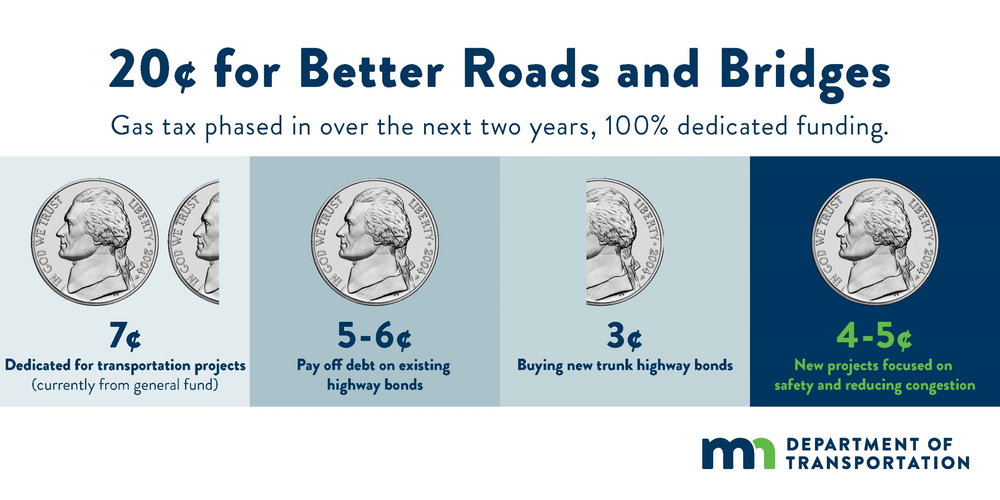 20¢ for Better Roads and Bridges
Gas tax phased in over the next two years, 100% dedicated funding.
IN GOD WE TRUST
LIBERTY * 2004
P
FS
IN GOD WE TRUST
7¢
Dedicated for transportation projects
(currently from general fund)
IN GOD WE TRUST
LIBERTY * 2004
P
FS
5-6¢
Pay off debt on existing
highway bonds
LIBERTY * 2004
P
FS
3¢
Buying new trunk highway bonds
IN GOD WE TRUST
LIBERTY * 2004
P
FS
4-5¢
New projects focused on
safety and reducing congestion
mn DEPARTMENT OF
TRANSPORTATION